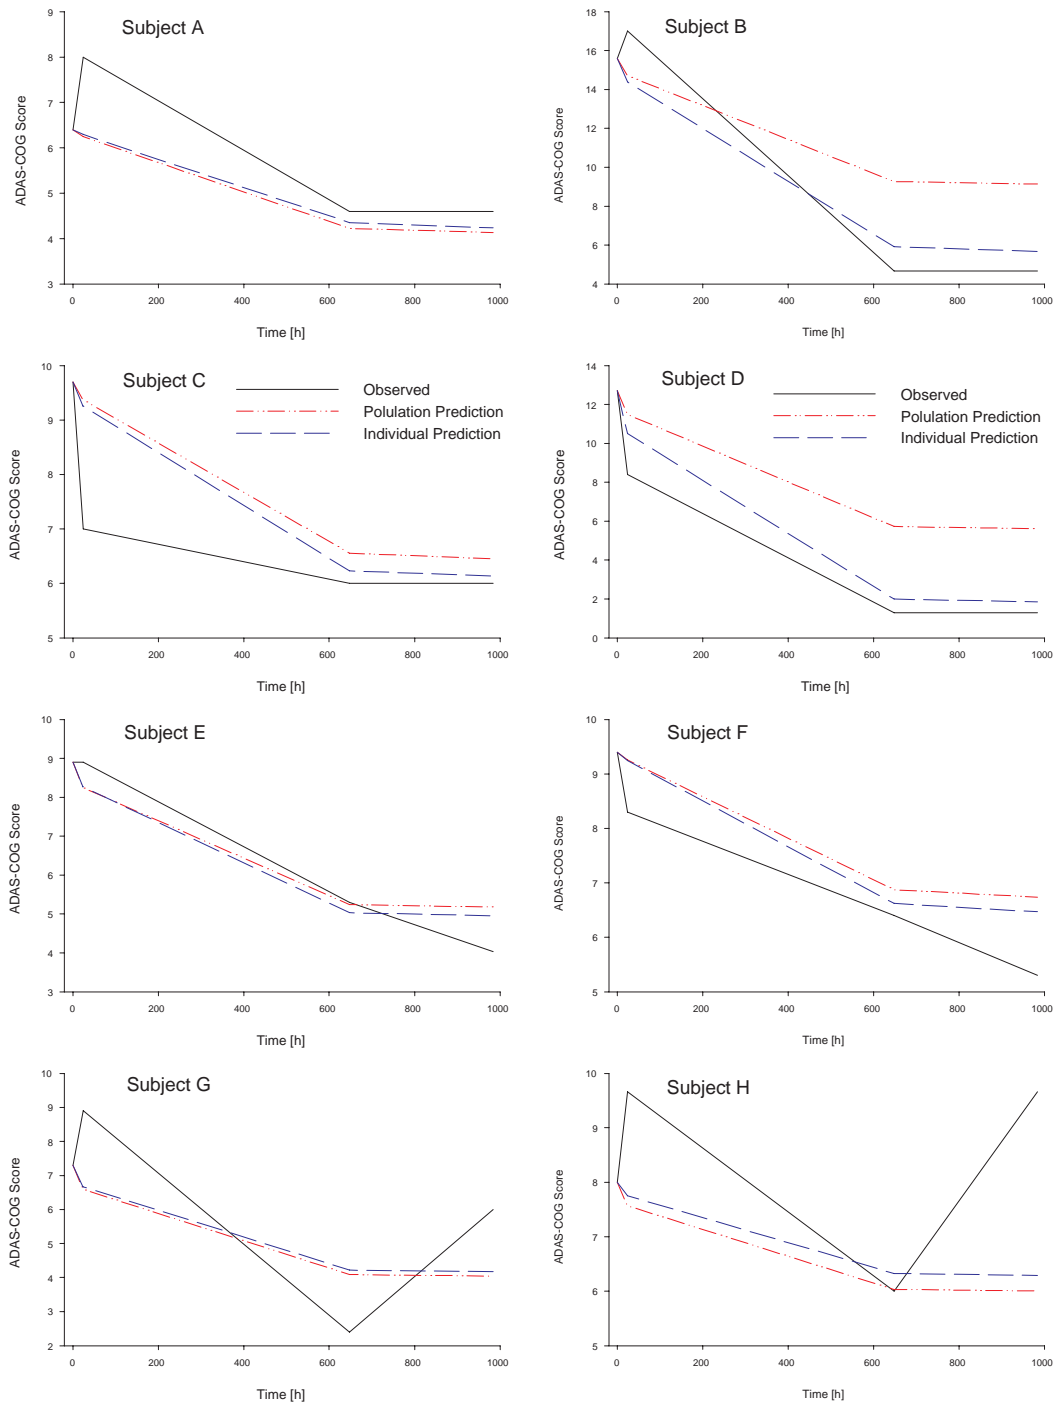 Subject A
ADAS-COG Score
9
8
7
6
5
4
3
0 200 400 600 800 1000
Time [h]
Subject B
ADAS-COG Score
18
16
14
12
10
8
6
4
0 200 400 600 800 1000
Time [h]
Subject C
Observed
Polulation Prediction
Individual Prediction
ADAS-COG Score
10
9
8
7
6
5
0 200 400 600 800 1000
Time [h]
Subject D
Observed
Polulation Prediction
Individual Prediction
ADAS-COG Score
14
12
10
8
6
4
2
0
0 200 400 600 800 1000
Time [h]
Subject E
ADAS-COG Score
10
9
8
7
6
5
4
3
0 200 400 600 800 1000
Time [h]
Subject F
ADAS-COG Score
10
9
8
7
6
5
0 200 400 600 800 1000
Time [h]
Subject G
ADAS-COG Score
10
9
8
7
6
5
4
3
2
0 200 400 600 800 1000
Time [h]
Subject H
ADAS-COG Score
10
9
8
7
6
5
0 200 400 600 800 1000
Time [h]